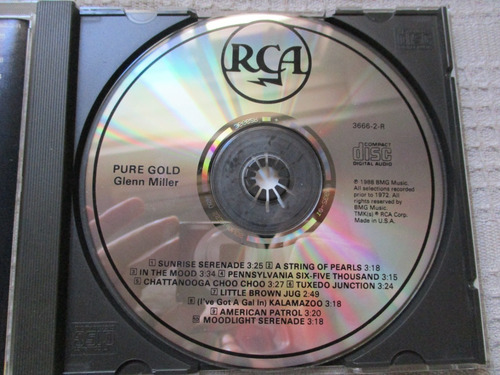 RCA
3666-2-R
COMPACT
disc
DIGITAL AUDIO
PURE GOLD
Glenn Miller
℗ 1988 BMG Music.
All selections recorded
prior to 1972. All
rights reserved by
BMG Music.
TMK(s) ® RCA Corp.
Made in U.S.A.
1 SUNRISE SERENADE 3:25 2 A STRING OF PEARLS 3:18
3 IN THE MOOD 3:34 4 PENNSYLVANIA SIX-FIVE THOUSAND 3:15
5 CHATTANOOGA CHOO CHOO 3:27 6 TUXEDO JUNCTION 3:24
7 LITTLE BROWN JUG 2:49
8 (I've Got A Gal In) KALAMAZOO 3:18
9 AMERICAN PATROL 3:20
10 MOODLIGHT SERENADE 3:18